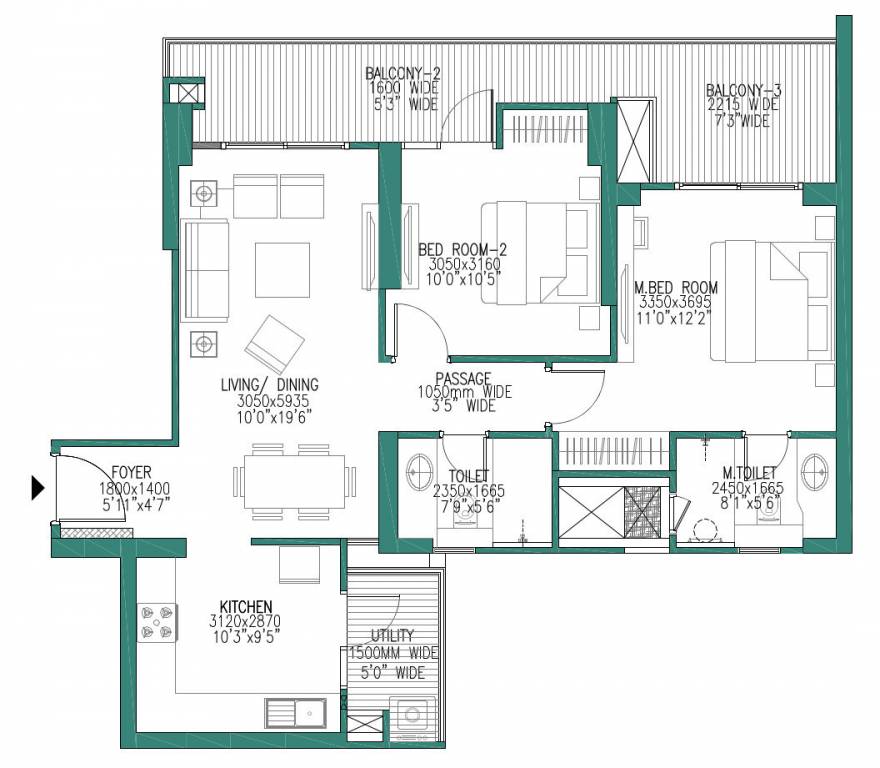 BALCONY-2
1600 WIDE
5'3" WIDE
BALCONY-3
2215 WIDE
7'3"WIDE
BED ROOM-2
3050x3160
10'0"x10'5"
M.BED ROOM
3350x3695
11'0"x12'2"
LIVING/ DINING
3050x5935
10'0"x19'6"
PASSAGE
1050mm WIDE
3'5" WIDE
FOYER
1800x1400
5'11"x4'7"
TOILET
2350x1665
7'9"x5'6"
M.TOILET
2450x1665
8'1"x5'6"
KITCHEN
3120x2870
10'3"x9'5"
UTILITY
1500MM WIDE
5'0" WIDE